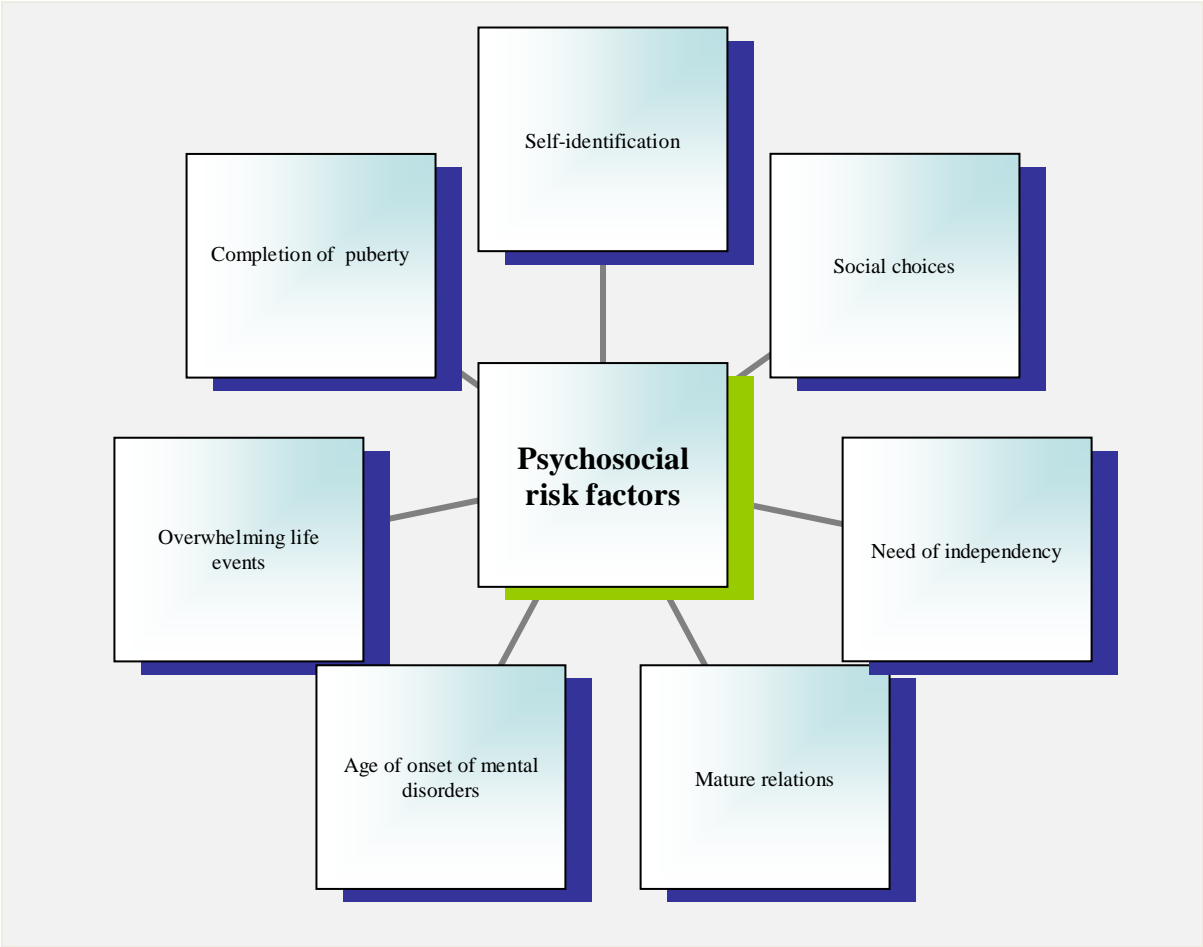 Self-identification
Completion of  puberty
Social choices
Psychosocial
risk factors
Overwhelming life
events
Need of independency
Age of onset of mental
disorders
Mature relations